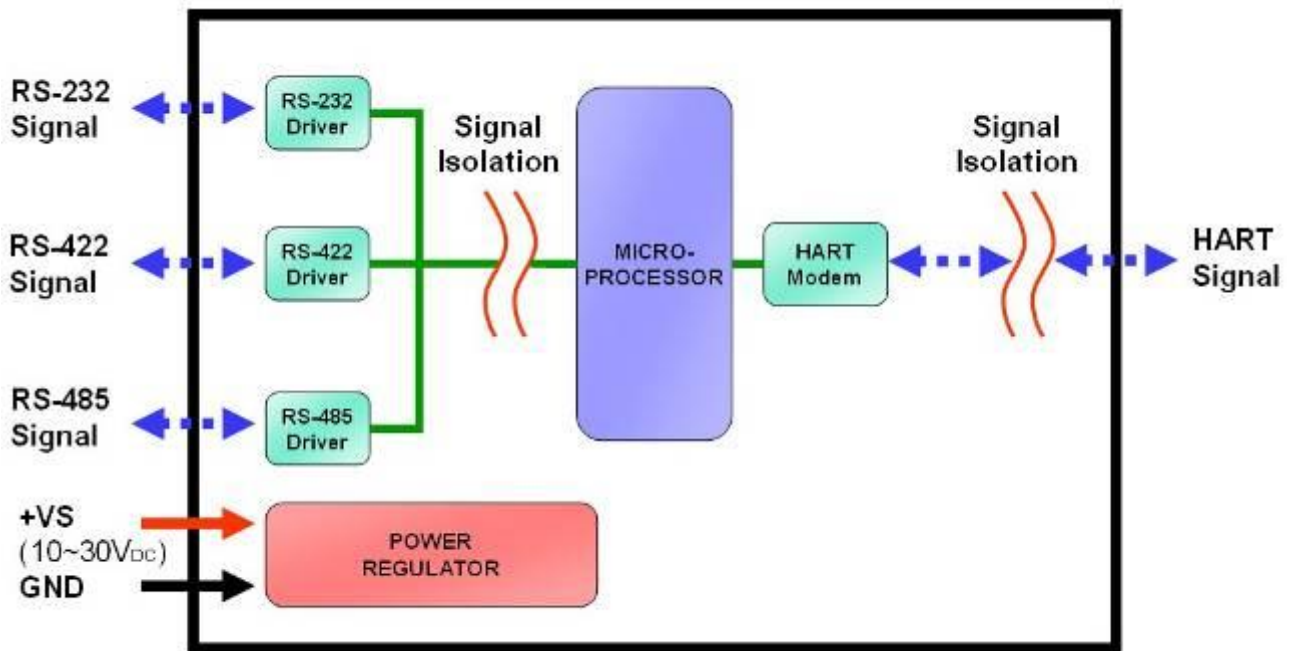 RS-232
Signal
RS-232
Driver
Signal
Isolation
MICRO-
PROCESSOR
Signal
Isolation
RS-422
Signal
RS-422
Driver
HART
Modem
HART
Signal
RS-485
Signal
RS-485
Driver
+VS
(10~30VDC)
GND
POWER
REGULATOR